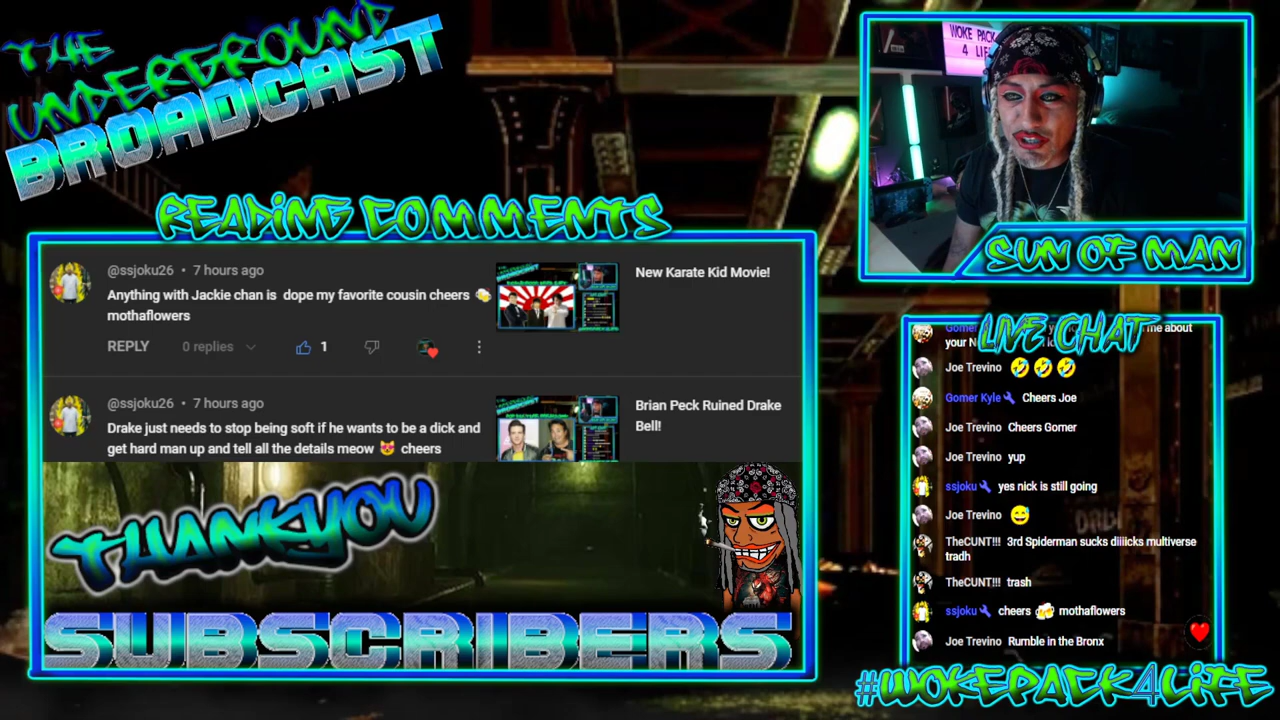 THE
UNDERGROUND
BROADCAST
READING COMMENTS
@ssjoku26 • 7 hours ago
Anything with Jackie chan is dope my favorite cousin cheers 🍻
mothaflowers
REPLY 0 replies 1
New Karate Kid Movie!
@ssjoku26 • 7 hours ago
Drake just needs to stop being soft if he wants to be a dick and
get hard man up and tell all the details meow 😻 cheers
Brian Peck Ruined Drake
Bell!
THANKYOU
SUBSCRIBERS
WOKE PACK
4 LIFE
SUN OF MAN
LIVE CHAT
me about
your
Joe Trevino 🤣🤣🤣
Gomer Kyle Cheers Joe
Joe Trevino Cheers Gomer
Joe Trevino yup
ssjoku yes nick is still going
Joe Trevino 😅
TheCUNT!!! 3rd Spiderman sucks diiiicks multiverse
tradh
TheCUNT!!! trash
ssjoku cheers 🍻 mothaflowers
Joe Trevino Rumble in the Bronx
#WOKEPACK4LIFE